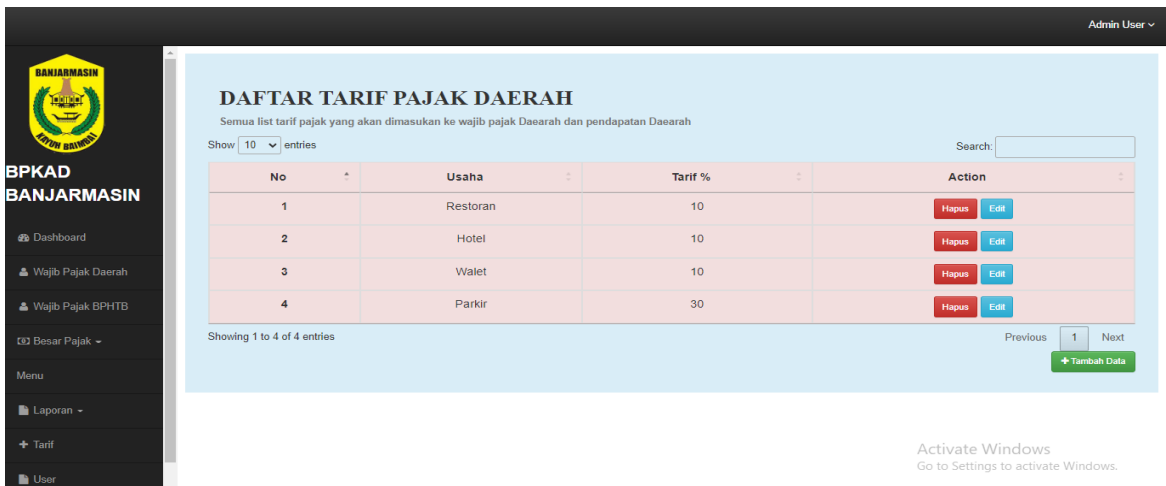 Admin User
BANJARMASIN
KAYUH BAIMBAI
BPKAD
BANJARMASIN
Dashboard
Wajib Pajak Daerah
Wajib Pajak BPHTB
Besar Pajak
Menu
Laporan
+ Tarif
User
DAFTAR TARIF PAJAK DAERAH
Semua list tarif pajak yang akan dimasukan ke wajib pajak Daearah dan pendapatan Daearah
Show 10 entries
Search:
No Usaha Tarif % Action
1 Restoran 10 Hapus Edit
2 Hotel 10 Hapus Edit
3 Walet 10 Hapus Edit
4 Parkir 30 Hapus Edit
Showing 1 to 4 of 4 entries
Previous 1 Next
+ Tambah Data
Activate Windows
Go to Settings to activate Windows.